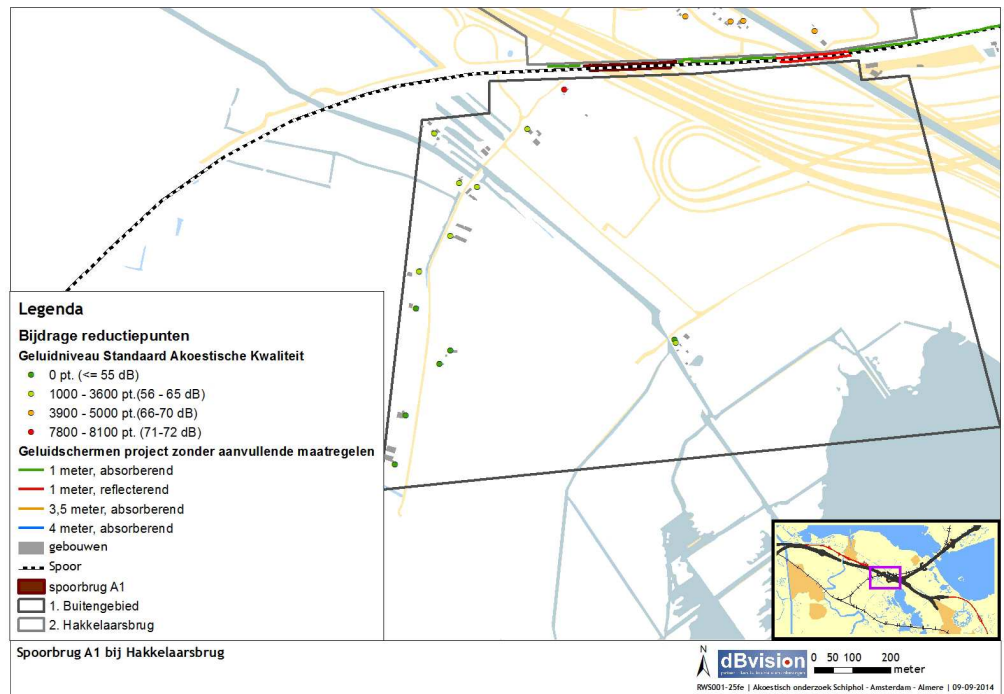 Legenda
Bijdrage reductiepunten
Geluidniveau Standaard Akoestische Kwaliteit
0 pt. (<= 55 dB)
1000 - 3600 pt.(56 - 65 dB)
3900 - 5000 pt.(66-70 dB)
7800 - 8100 pt. (71-72 dB)
Geluidschermen project zonder aanvullende maatregelen
1 meter, absorberend
1 meter, reflecterend
3,5 meter, absorberend
4 meter, absorberend
gebouwen
Spoor
spoorbrug A1
1. Buitengebied
2. Hakkelaarsbrug
Spoorbrug A1 bij Hakkelaarsbrug
N
dBvision
0 50 100 200
meter
RWS001-25fe | Akoestisch onderzoek Schiphol - Amsterdam - Almere | 09-09-2014